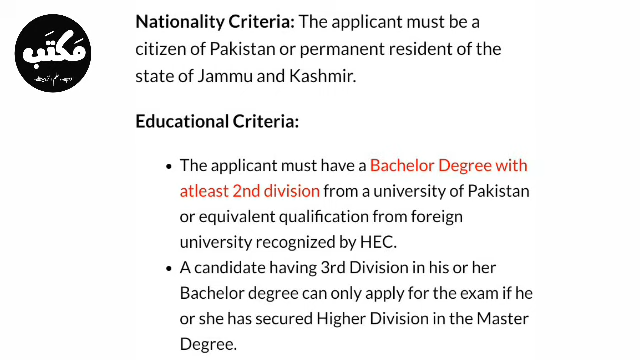 مکتب
Nationality Criteria: The applicant must be a
citizen of Pakistan or permanent resident of the
state of Jammu and Kashmir.
Educational Criteria:
• The applicant must have a Bachelor Degree with
atleast 2nd division from a university of Pakistan
or equivalent qualification from foreign
university recognized by HEC.
• A candidate having 3rd Division in his or her
Bachelor degree can only apply for the exam if he
or she has secured Higher Division in the Master
Degree.